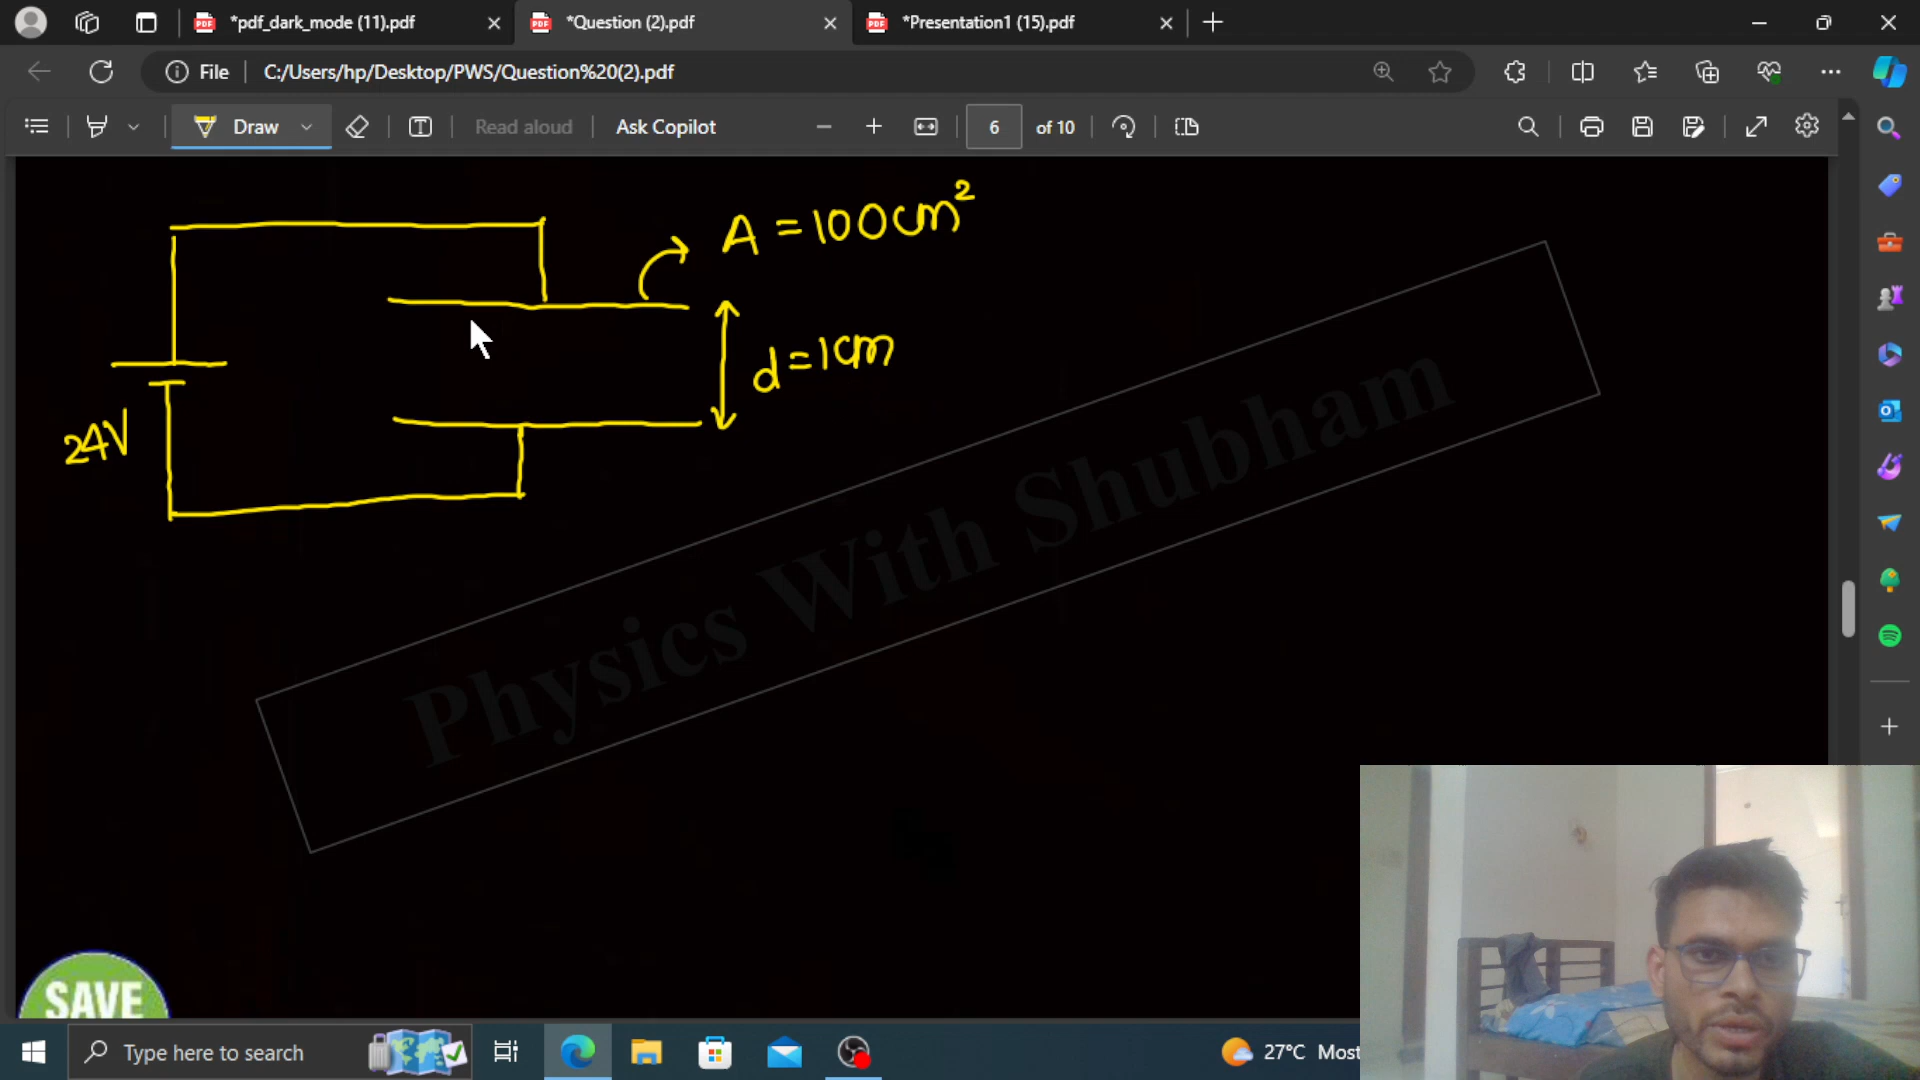 *pdf_dark_mode (11).pdf
*Question (2).pdf
*Presentation1 (15).pdf
File
C:/Users/hp/Desktop/PWS/Question%20(2).pdf
Draw
Read aloud
Ask Copilot
6
of 10
A = 100cm²
d = 1cm
24V
Physics With Shubham
SAVE
Type here to search
27°C